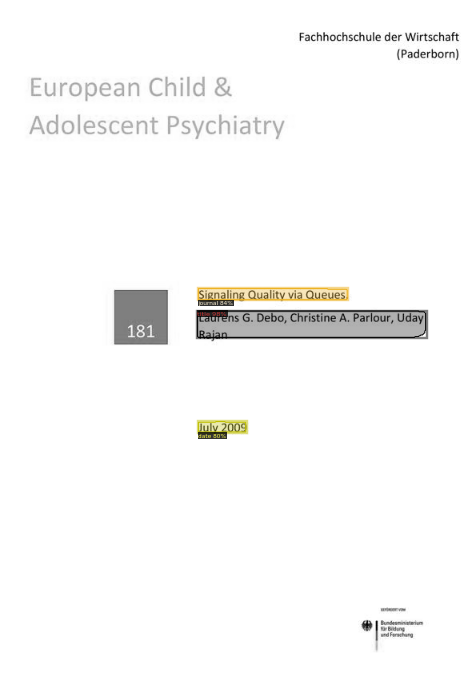 Fachhochschule der Wirtschaft
(Paderborn)
European Child &
Adolescent Psychiatry
Signaling Quality via Queues
journal 84%
181
Laurens G. Debo, Christine A. Parlour, Uday
Rajan
July 2009
date 80%
GEFÖRDERT VOM
Bundesministerium
für Bildung
und Forschung